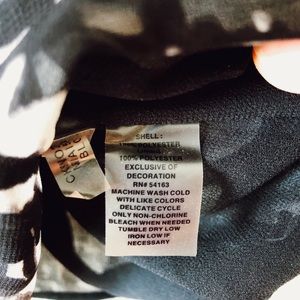 SHELL:
100% POLYESTER
100% POLYESTER
EXCLUSIVE OF
DECORATION
RN# 54163
MACHINE WASH COLD
WITH LIKE COLORS
DELICATE CYCLE
ONLY NON-CHLORINE
BLEACH WHEN NEEDED
TUMBLE DRY LOW
IRON LOW IF
NECESSARY